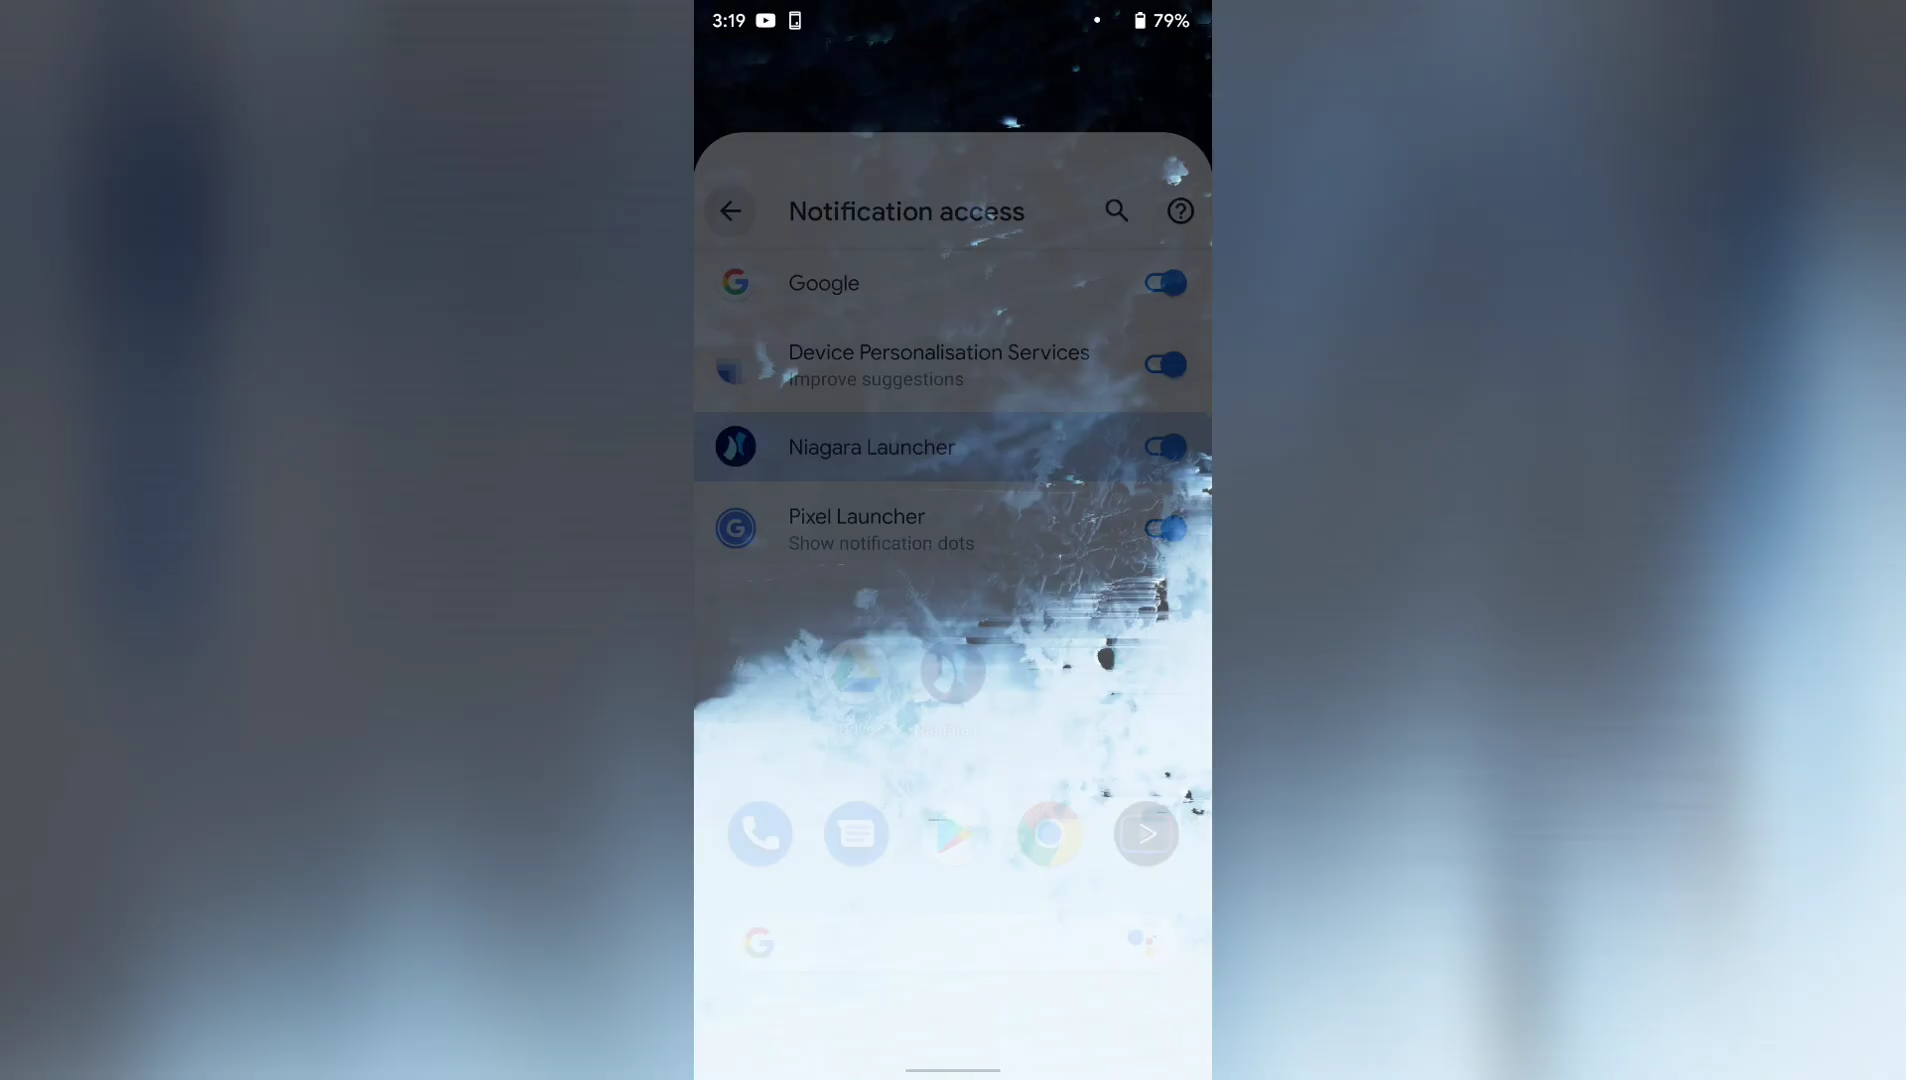 3:19
79%
Notification access
Google
Device Personalisation Services
Improve suggestions
Niagara Launcher
Pixel Launcher
Show notification dots